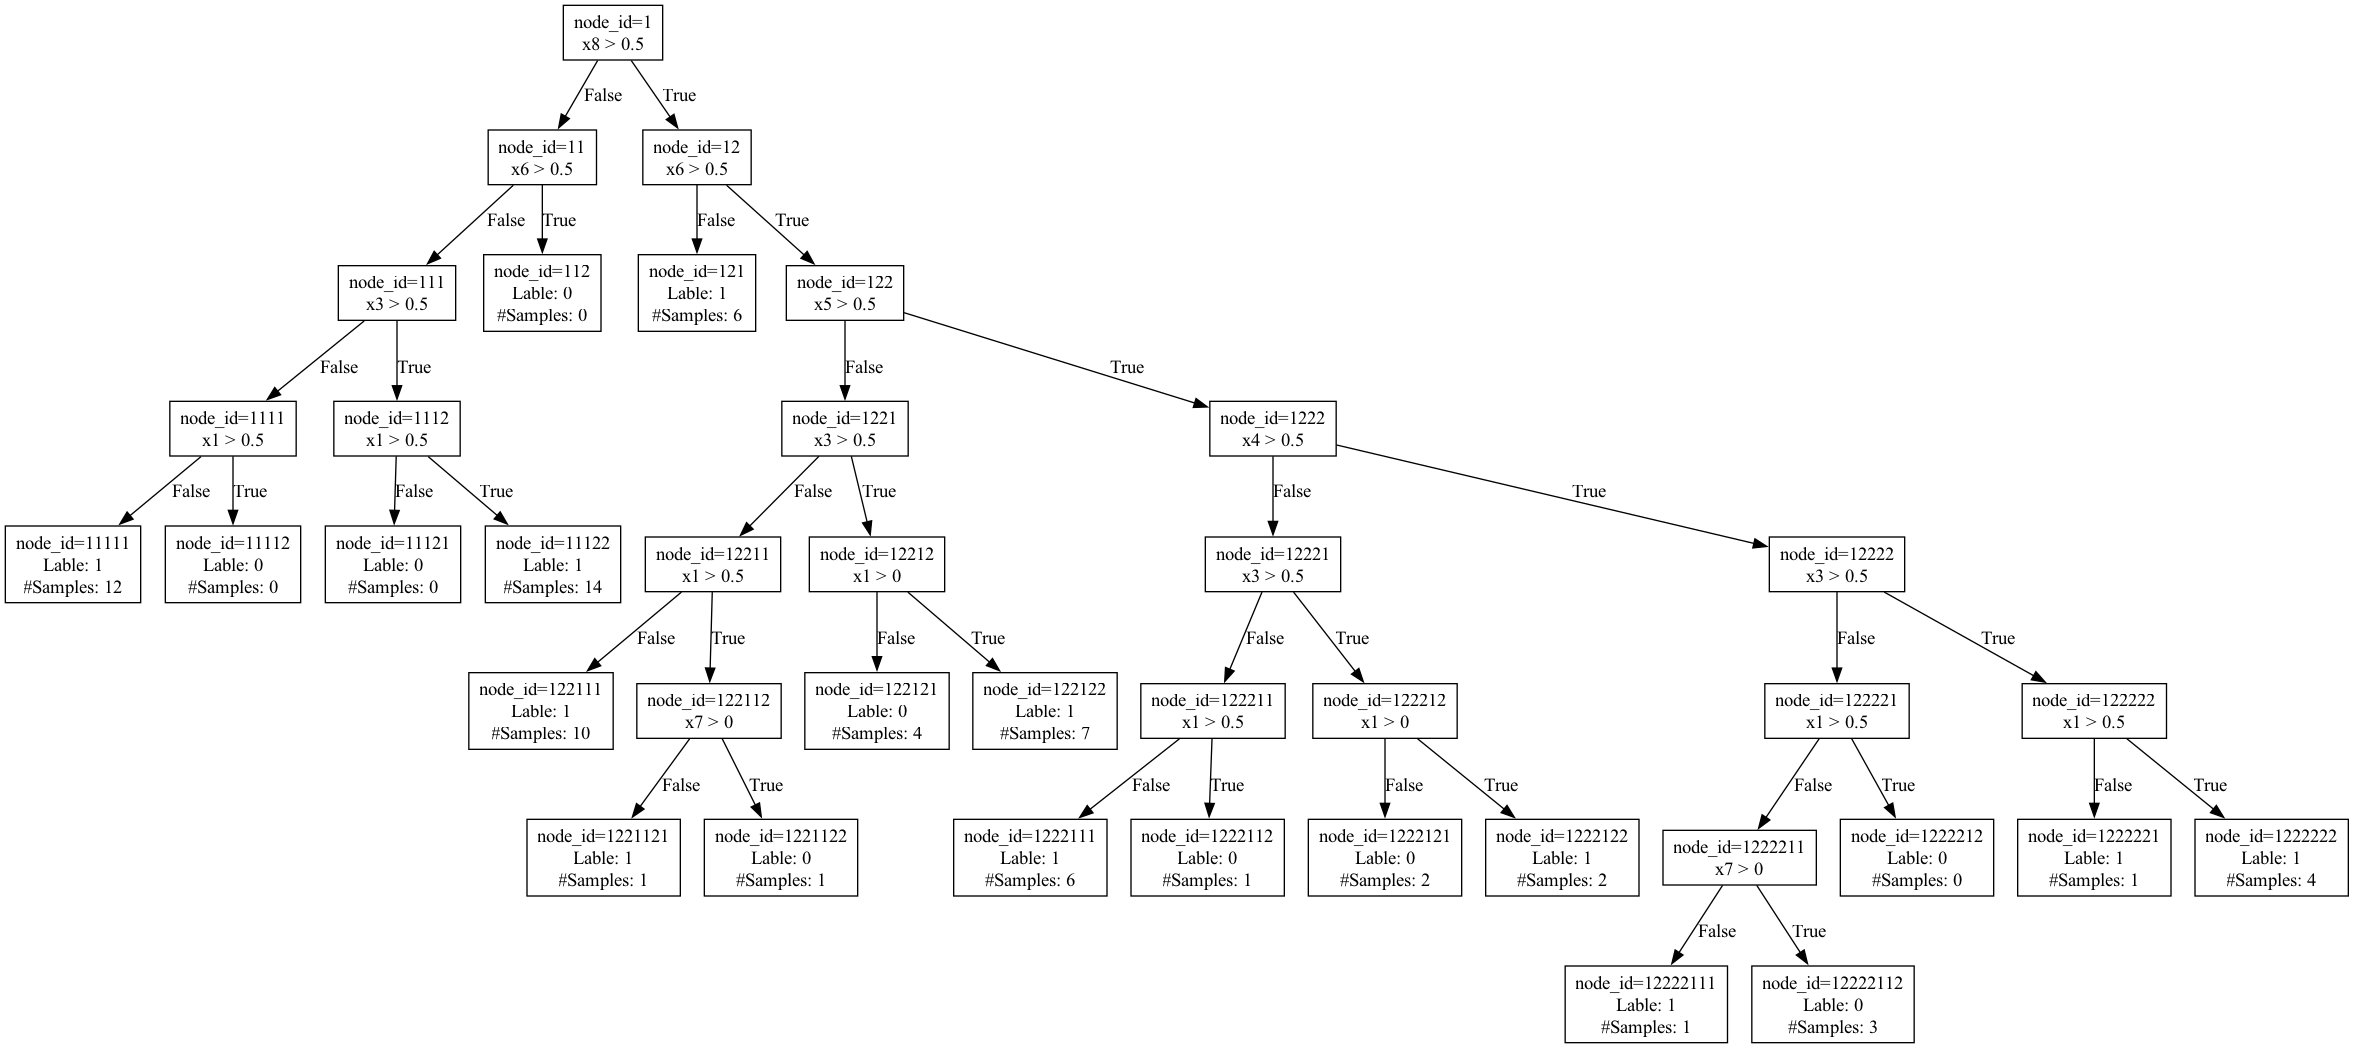 node_id=1
x8 > 0.5
False
True
node_id=11
x6 > 0.5
node_id=12
x6 > 0.5
False
True
False
True
node_id=111
x3 > 0.5
node_id=112
Lable: 0
#Samples: 0
node_id=121
Lable: 1
#Samples: 6
node_id=122
x5 > 0.5
False
True
False
True
node_id=1111
x1 > 0.5
node_id=1112
x1 > 0.5
node_id=1221
x3 > 0.5
node_id=1222
x4 > 0.5
False
True
False
True
False
True
False
True
node_id=11111
Lable: 1
#Samples: 12
node_id=11112
Lable: 0
#Samples: 0
node_id=11121
Lable: 0
#Samples: 0
node_id=11122
Lable: 1
#Samples: 14
node_id=12211
x1 > 0.5
node_id=12212
x1 > 0
node_id=12221
x3 > 0.5
node_id=12222
x3 > 0.5
False
True
False
True
False
True
False
True
node_id=122111
Lable: 1
#Samples: 10
node_id=122112
x7 > 0
node_id=122121
Lable: 0
#Samples: 4
node_id=122122
Lable: 1
#Samples: 7
node_id=122211
x1 > 0.5
node_id=122212
x1 > 0
node_id=122221
x1 > 0.5
node_id=122222
x1 > 0.5
False
True
False
True
False
True
False
True
False
True
node_id=1221121
Lable: 1
#Samples: 1
node_id=1221122
Lable: 0
#Samples: 1
node_id=1222111
Lable: 1
#Samples: 6
node_id=1222112
Lable: 0
#Samples: 1
node_id=1222121
Lable: 0
#Samples: 2
node_id=1222122
Lable: 1
#Samples: 2
node_id=1222211
x7 > 0
node_id=1222212
Lable: 0
#Samples: 0
node_id=1222221
Lable: 1
#Samples: 1
node_id=1222222
Lable: 1
#Samples: 4
False
True
node_id=12222111
Lable: 1
#Samples: 1
node_id=12222112
Lable: 0
#Samples: 3